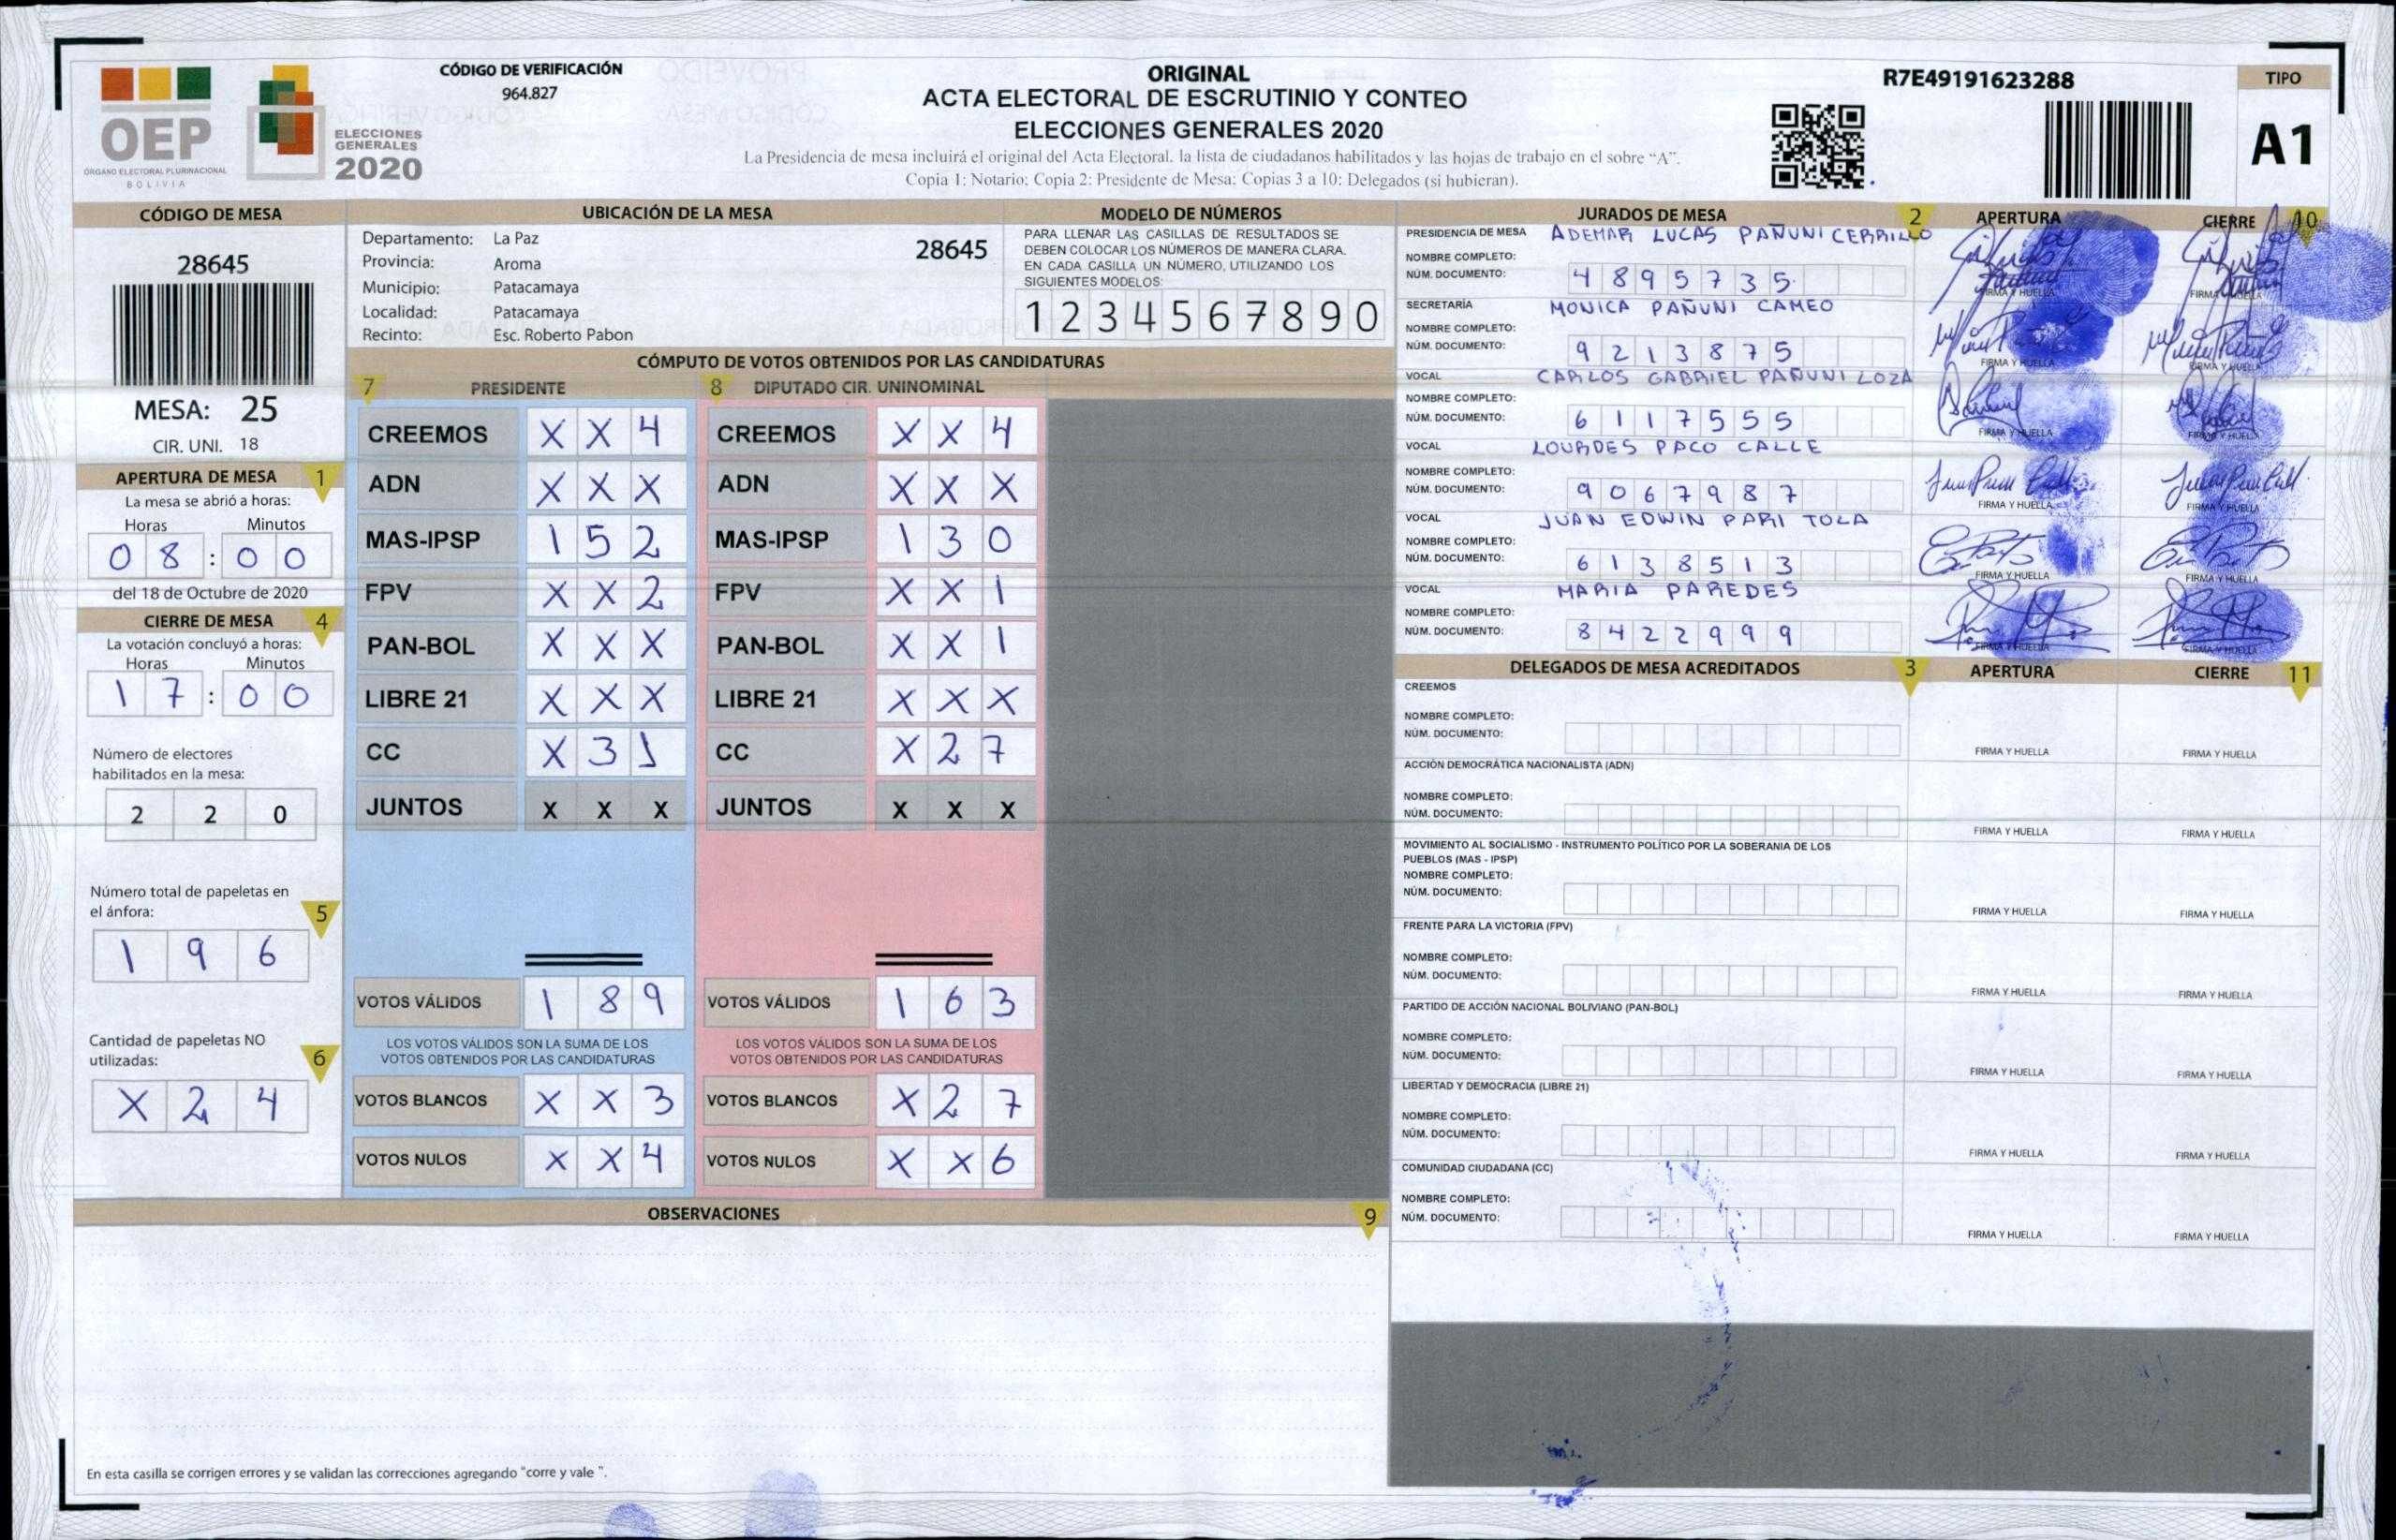 CÓDIGO DE VERIFICACIÓN
964.827
OEP
ÓRGANO ELECTORAL PLURINACIONAL
BOLIVIA
ELECCIONES
GENERALES
2020
ORIGINAL
ACTA ELECTORAL DE ESCRUTINIO Y CONTEO
ELECCIONES GENERALES 2020
La Presidencia de mesa incluirá el original del Acta Electoral, la lista de ciudadanos habilitados y las hojas de trabajo en el sobre "A".
Copia 1: Notario; Copia 2: Presidente de Mesa; Copias 3 a 10: Delegados (si hubieran).
R7E49191623288
TIPO
A1
CÓDIGO DE MESA
28645
MESA: 25
CIR. UNI. 18
APERTURA DE MESA 1
La mesa se abrió a horas:
Horas Minutos
0 8 : 0 0
del 18 de Octubre de 2020
CIERRE DE MESA 4
La votación concluyó a horas:
Horas Minutos
1 7 : 0 0
Número de electores
habilitados en la mesa:
2 2 0
Número total de papeletas en
el ánfora: 5
1 9 6
Cantidad de papeletas NO
utilizadas: 6
X 2 4
UBICACIÓN DE LA MESA
Departamento: La Paz
Provincia: Aroma
Municipio: Patacamaya
Localidad: Patacamaya
Recinto: Esc. Roberto Pabon
28645
MODELO DE NÚMEROS
PARA LLENAR LAS CASILLAS DE RESULTADOS SE
DEBEN COLOCAR LOS NÚMEROS DE MANERA CLARA.
EN CADA CASILLA UN NÚMERO, UTILIZANDO LOS
SIGUIENTES MODELOS:
1 2 3 4 5 6 7 8 9 0
CÓMPUTO DE VOTOS OBTENIDOS POR LAS CANDIDATURAS
7 PRESIDENTE
CREEMOS X X 4
ADN X X X
MAS-IPSP 1 5 2
FPV X X 2
PAN-BOL X X X
LIBRE 21 X X X
CC X 3 1
JUNTOS X X X
VOTOS VÁLIDOS 1 8 9
LOS VOTOS VÁLIDOS SON LA SUMA DE LOS
VOTOS OBTENIDOS POR LAS CANDIDATURAS
VOTOS BLANCOS X X 3
VOTOS NULOS X X 4
8 DIPUTADO CIR. UNINOMINAL
CREEMOS X X 4
ADN X X X
MAS-IPSP 1 3 0
FPV X X 1
PAN-BOL X X 1
LIBRE 21 X X X
CC X 2 7
JUNTOS X X X
VOTOS VÁLIDOS 1 6 3
LOS VOTOS VÁLIDOS SON LA SUMA DE LOS
VOTOS OBTENIDOS POR LAS CANDIDATURAS
VOTOS BLANCOS X 2 7
VOTOS NULOS X X 6
OBSERVACIONES 9
En esta casilla se corrigen errores y se validan las correcciones agregando "corre y vale ".
JURADOS DE MESA 2 APERTURA CIERRE 10
PRESIDENCIA DE MESA ADEMAR LUCAS PAÑUNI CERRILLO
NOMBRE COMPLETO:
NÚM. DOCUMENTO: 4 8 9 5 7 3 5
FIRMA Y HUELLA FIRMA Y HUELLA
SECRETARÍA MONICA PAÑUNI CAMEO
NOMBRE COMPLETO:
NÚM. DOCUMENTO: 9 2 1 3 8 7 5
FIRMA Y HUELLA FIRMA Y HUELLA
VOCAL CARLOS GABRIEL PAÑUNI LOZA
NOMBRE COMPLETO:
NÚM. DOCUMENTO: 6 1 1 7 5 5 5
FIRMA Y HUELLA FIRMA Y HUELLA
VOCAL LOURDES PACO CALLE
NOMBRE COMPLETO:
NÚM. DOCUMENTO: 9 0 6 7 9 8 7
FIRMA Y HUELLA FIRMA Y HUELLA
VOCAL JUAN EDWIN PARI TOLA
NOMBRE COMPLETO:
NÚM. DOCUMENTO: 6 1 3 8 5 1 3
FIRMA Y HUELLA FIRMA Y HUELLA
VOCAL MARIA PAREDES
NOMBRE COMPLETO:
NÚM. DOCUMENTO: 8 4 2 2 9 9 9
FIRMA Y HUELLA FIRMA Y HUELLA
DELEGADOS DE MESA ACREDITADOS 3 APERTURA CIERRE 11
CREEMOS
NOMBRE COMPLETO:
NÚM. DOCUMENTO:
FIRMA Y HUELLA FIRMA Y HUELLA
ACCIÓN DEMOCRÁTICA NACIONALISTA (ADN)
NOMBRE COMPLETO:
NÚM. DOCUMENTO:
FIRMA Y HUELLA FIRMA Y HUELLA
MOVIMIENTO AL SOCIALISMO - INSTRUMENTO POLÍTICO POR LA SOBERANIA DE LOS
PUEBLOS (MAS - IPSP)
NOMBRE COMPLETO:
NÚM. DOCUMENTO:
FIRMA Y HUELLA FIRMA Y HUELLA
FRENTE PARA LA VICTORIA (FPV)
NOMBRE COMPLETO:
NÚM. DOCUMENTO:
FIRMA Y HUELLA FIRMA Y HUELLA
PARTIDO DE ACCIÓN NACIONAL BOLIVIANO (PAN-BOL)
NOMBRE COMPLETO:
NÚM. DOCUMENTO:
FIRMA Y HUELLA FIRMA Y HUELLA
LIBERTAD Y DEMOCRACIA (LIBRE 21)
NOMBRE COMPLETO:
NÚM. DOCUMENTO:
FIRMA Y HUELLA FIRMA Y HUELLA
COMUNIDAD CIUDADANA (CC)
NOMBRE COMPLETO:
NÚM. DOCUMENTO:
FIRMA Y HUELLA FIRMA Y HUELLA